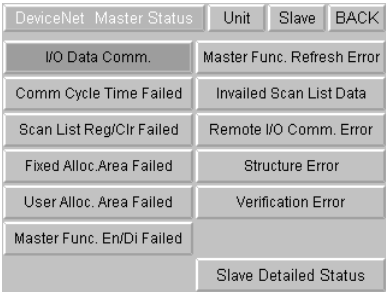 DeviceNet Master Status Unit Slave BACK
I/O Data Comm. Master Func. Refresh Error
Comm Cycle Time Failed Invailed Scan List Data
Scan List Reg/Clr Failed Remote I/O Comm. Error
Fixed Alloc.Area Failed Structure Error
User Alloc. Area Failed Verification Error
Master Func. En/Di Failed
Slave Detailed Status